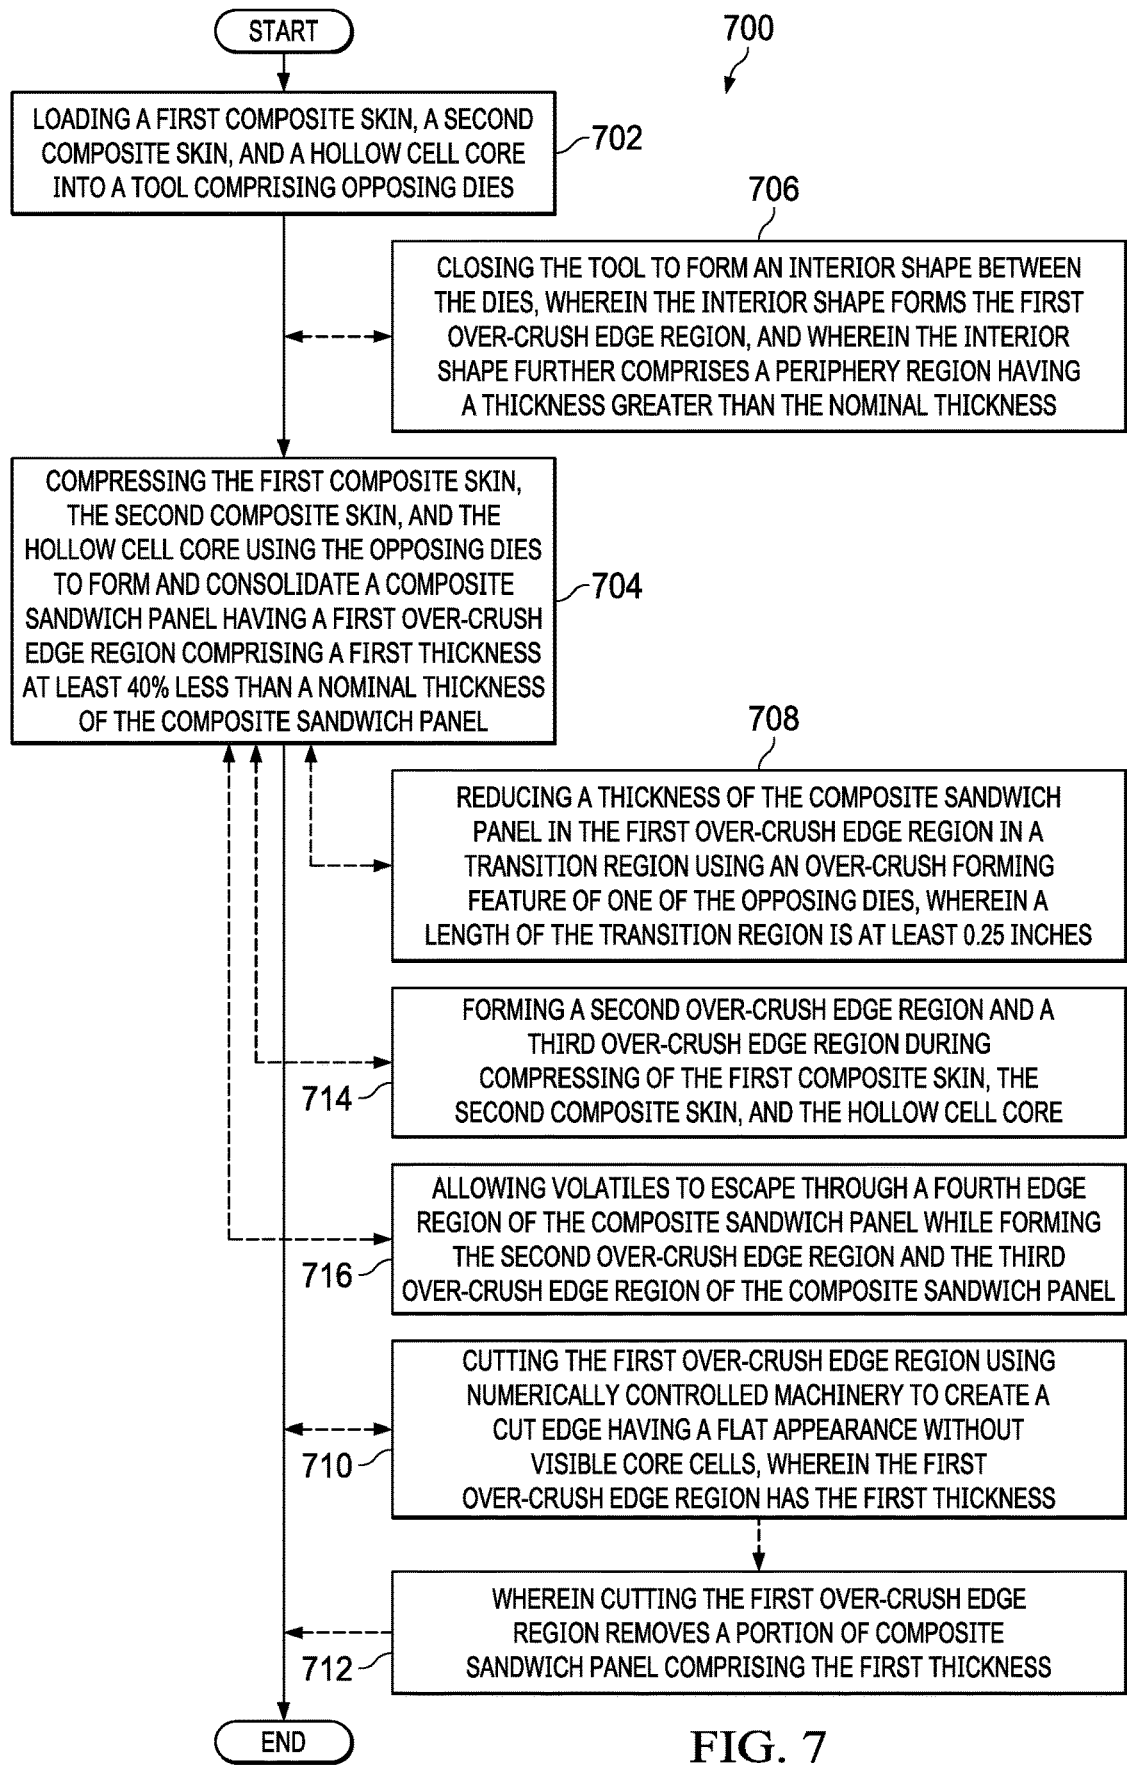 START
700
LOADING A FIRST COMPOSITE SKIN, A SECOND
COMPOSITE SKIN, AND A HOLLOW CELL CORE
INTO A TOOL COMPRISING OPPOSING DIES
702
706
CLOSING THE TOOL TO FORM AN INTERIOR SHAPE BETWEEN
THE DIES, WHEREIN THE INTERIOR SHAPE FORMS THE FIRST
OVER-CRUSH EDGE REGION, AND WHEREIN THE INTERIOR
SHAPE FURTHER COMPRISES A PERIPHERY REGION HAVING
A THICKNESS GREATER THAN THE NOMINAL THICKNESS
COMPRESSING THE FIRST COMPOSITE SKIN,
THE SECOND COMPOSITE SKIN, AND THE
HOLLOW CELL CORE USING THE OPPOSING DIES
TO FORM AND CONSOLIDATE A COMPOSITE
SANDWICH PANEL HAVING A FIRST OVER-CRUSH
EDGE REGION COMPRISING A FIRST THICKNESS
AT LEAST 40% LESS THAN A NOMINAL THICKNESS
OF THE COMPOSITE SANDWICH PANEL
704
708
REDUCING A THICKNESS OF THE COMPOSITE SANDWICH
PANEL IN THE FIRST OVER-CRUSH EDGE REGION IN A
TRANSITION REGION USING AN OVER-CRUSH FORMING
FEATURE OF ONE OF THE OPPOSING DIES, WHEREIN A
LENGTH OF THE TRANSITION REGION IS AT LEAST 0.25 INCHES
FORMING A SECOND OVER-CRUSH EDGE REGION AND A
THIRD OVER-CRUSH EDGE REGION DURING
COMPRESSING OF THE FIRST COMPOSITE SKIN, THE
SECOND COMPOSITE SKIN, AND THE HOLLOW CELL CORE
714
ALLOWING VOLATILES TO ESCAPE THROUGH A FOURTH EDGE
REGION OF THE COMPOSITE SANDWICH PANEL WHILE FORMING
THE SECOND OVER-CRUSH EDGE REGION AND THE THIRD
OVER-CRUSH EDGE REGION OF THE COMPOSITE SANDWICH PANEL
716
CUTTING THE FIRST OVER-CRUSH EDGE REGION USING
NUMERICALLY CONTROLLED MACHINERY TO CREATE A
CUT EDGE HAVING A FLAT APPEARANCE WITHOUT
VISIBLE CORE CELLS, WHEREIN THE FIRST
OVER-CRUSH EDGE REGION HAS THE FIRST THICKNESS
710
WHEREIN CUTTING THE FIRST OVER-CRUSH EDGE
REGION REMOVES A PORTION OF COMPOSITE
SANDWICH PANEL COMPRISING THE FIRST THICKNESS
712
END
FIG. 7